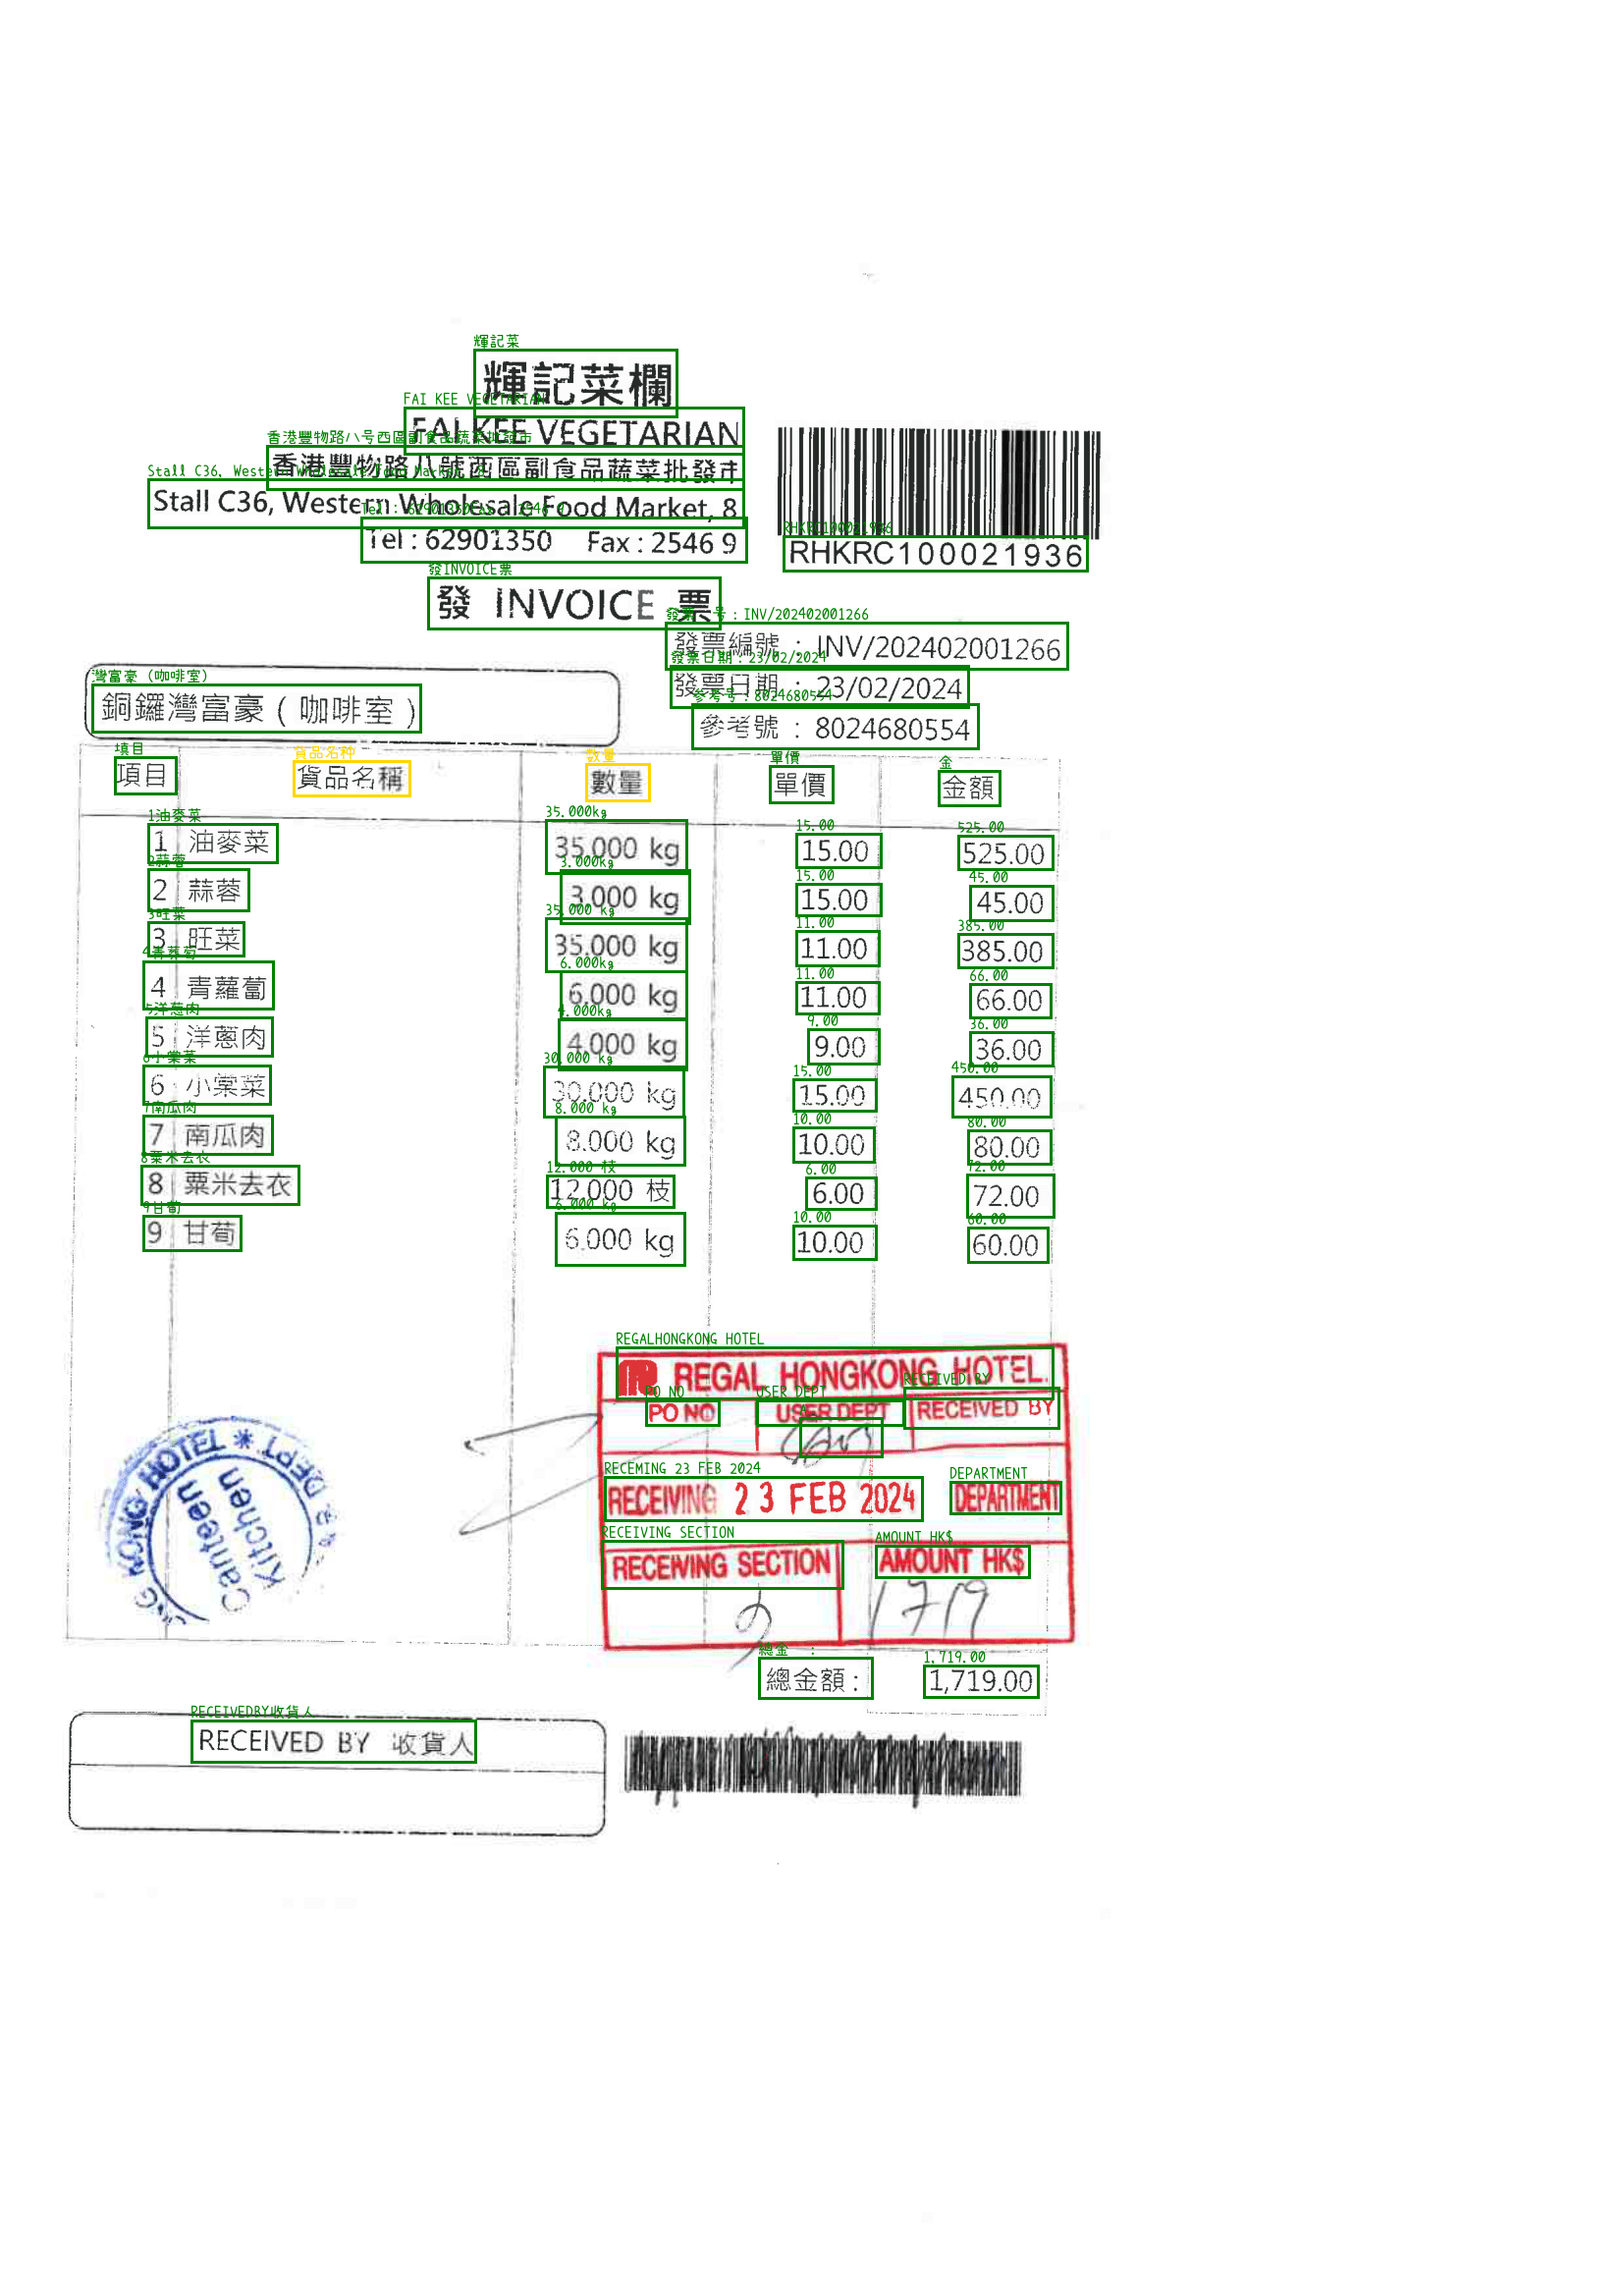 輝記菜欄
FAI KEE VEGETARIAN
香港豐物路八號西區副食品蔬菜批發市
Stall C36, Western Wholesale Food Market, 8
Tel : 62901350 Fax : 2546 9
RHKRC100021936
發 INVOICE 票
發票編號 : INV/202402001266
發票日期 : 23/02/2024
參考號 : 8024680554
銅鑼灣富豪 ( 咖啡室 )
項目 貨品名稱 數量 單價 金額
1 油麥菜 35.000 kg 15.00 525.00
2 蒜蓉 3.000 kg 15.00 45.00
3 旺菜 35.000 kg 11.00 385.00
4 青蘿蔔 6.000 kg 11.00 66.00
5 洋蔥肉 4.000 kg 9.00 36.00
6 小棠菜 30.000 kg 15.00 450.00
7 南瓜肉 8.000 kg 10.00 80.00
8 粟米去衣 12.000 枝 6.00 72.00
9 甘荀 6.000 kg 10.00 60.00
REGAL HONGKONG HOTEL
PO NO USER DEPT RECEIVED BY
RECEIVING 23 FEB 2024 DEPARTMENT
RECEIVING SECTION AMOUNT HK$
1719
HONG KONG HOTEL * DEPT
Canteen
Kitchen
總金額 : 1,719.00
RECEIVED BY 收貨人